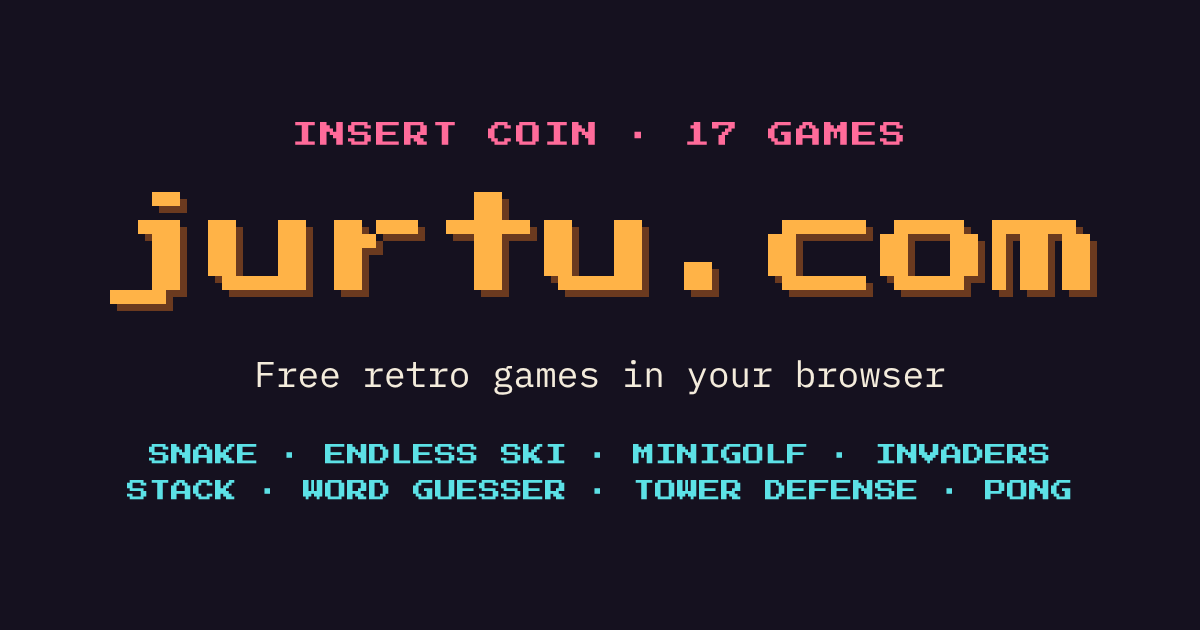 INSERT COIN · 17 GAMES
jurtu.com
Free retro games in your browser
SNAKE · ENDLESS SKI · MINIGOLF · INVADERS
STACK · WORD GUESSER · TOWER DEFENSE · PONG